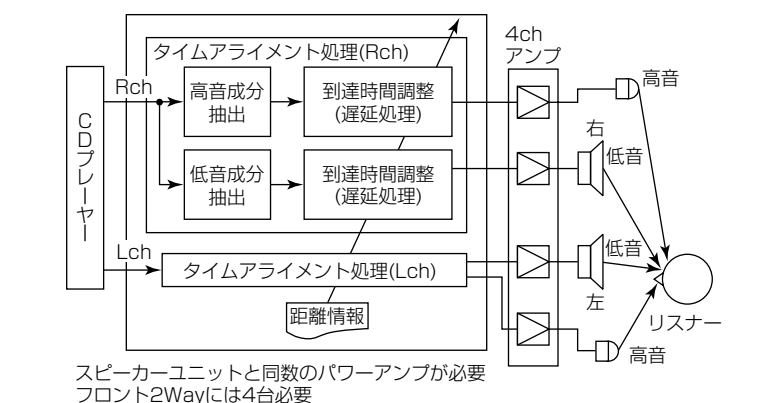 4ch
アンプ
タイムアライメント処理(Rch)
Rch
高音成分
抽出
到達時間調整
(遅延処理)
高音
CDプレーヤー
右
低音
低音成分
抽出
到達時間調整
(遅延処理)
Lch
タイムアライメント処理(Lch)
低音
左
距離情報
リスナー
高音
スピーカーユニットと同数のパワーアンプが必要
フロント2Wayには4台必要